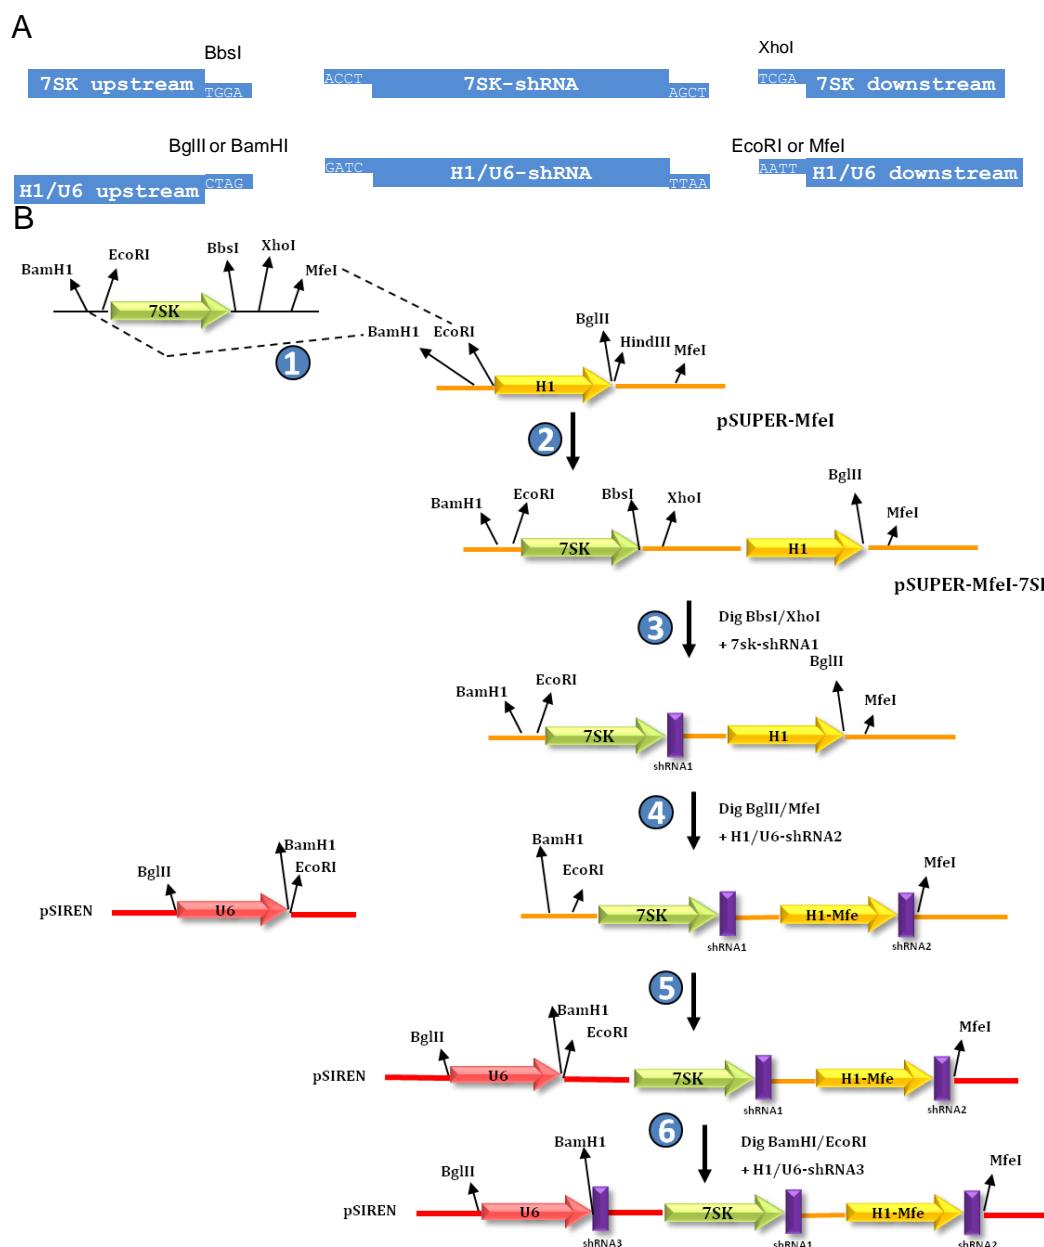 A
BbsI
XhoI
7SK upstream TGGA ACCT 7SK-shRNA AGCT TCGA 7SK downstream
BglII or BamHI
EcoRI or MfeI
H1/U6 upstream CTAG GATC H1/U6-shRNA TTAA AATT H1/U6 downstream
B
BamH1 EcoRI BbsI XhoI MfeI
7SK
1
BamH1 EcoRI BglII HindIII MfeI
H1
pSUPER-MfeI
2
BamH1 EcoRI BbsI XhoI BglII MfeI
7SK H1
pSUPER-MfeI-7SI
3
Dig BbsI/XhoI
+ 7sk-shRNA1
BamH1 EcoRI BglII MfeI
7SK H1
shRNA1
4
Dig BglII/MfeI
+ H1/U6-shRNA2
BglII BamH1 EcoRI
pSIREN U6
BamH1 EcoRI MfeI
7SK H1-Mfe
shRNA1 shRNA2
5
BglII BamH1 EcoRI MfeI
pSIREN U6 7SK H1-Mfe
shRNA1 shRNA2
6
Dig BamHI/EcoRI
+ H1/U6-shRNA3
BglII BamH1 MfeI
pSIREN U6 7SK H1-Mfe
shRNA3 shRNA1 shRNA2